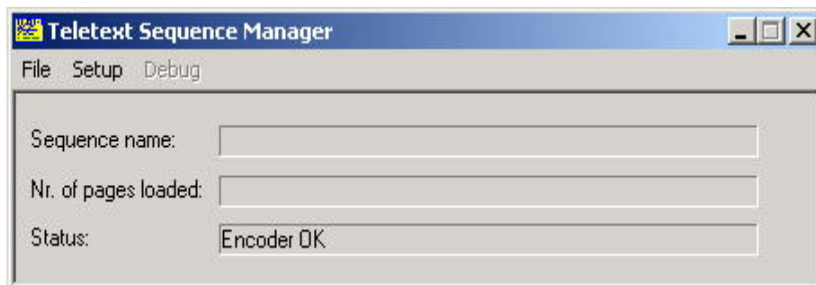 Teletext Sequence Manager
File Setup Debug
Sequence name:
Nr. of pages loaded:
Status: Encoder OK